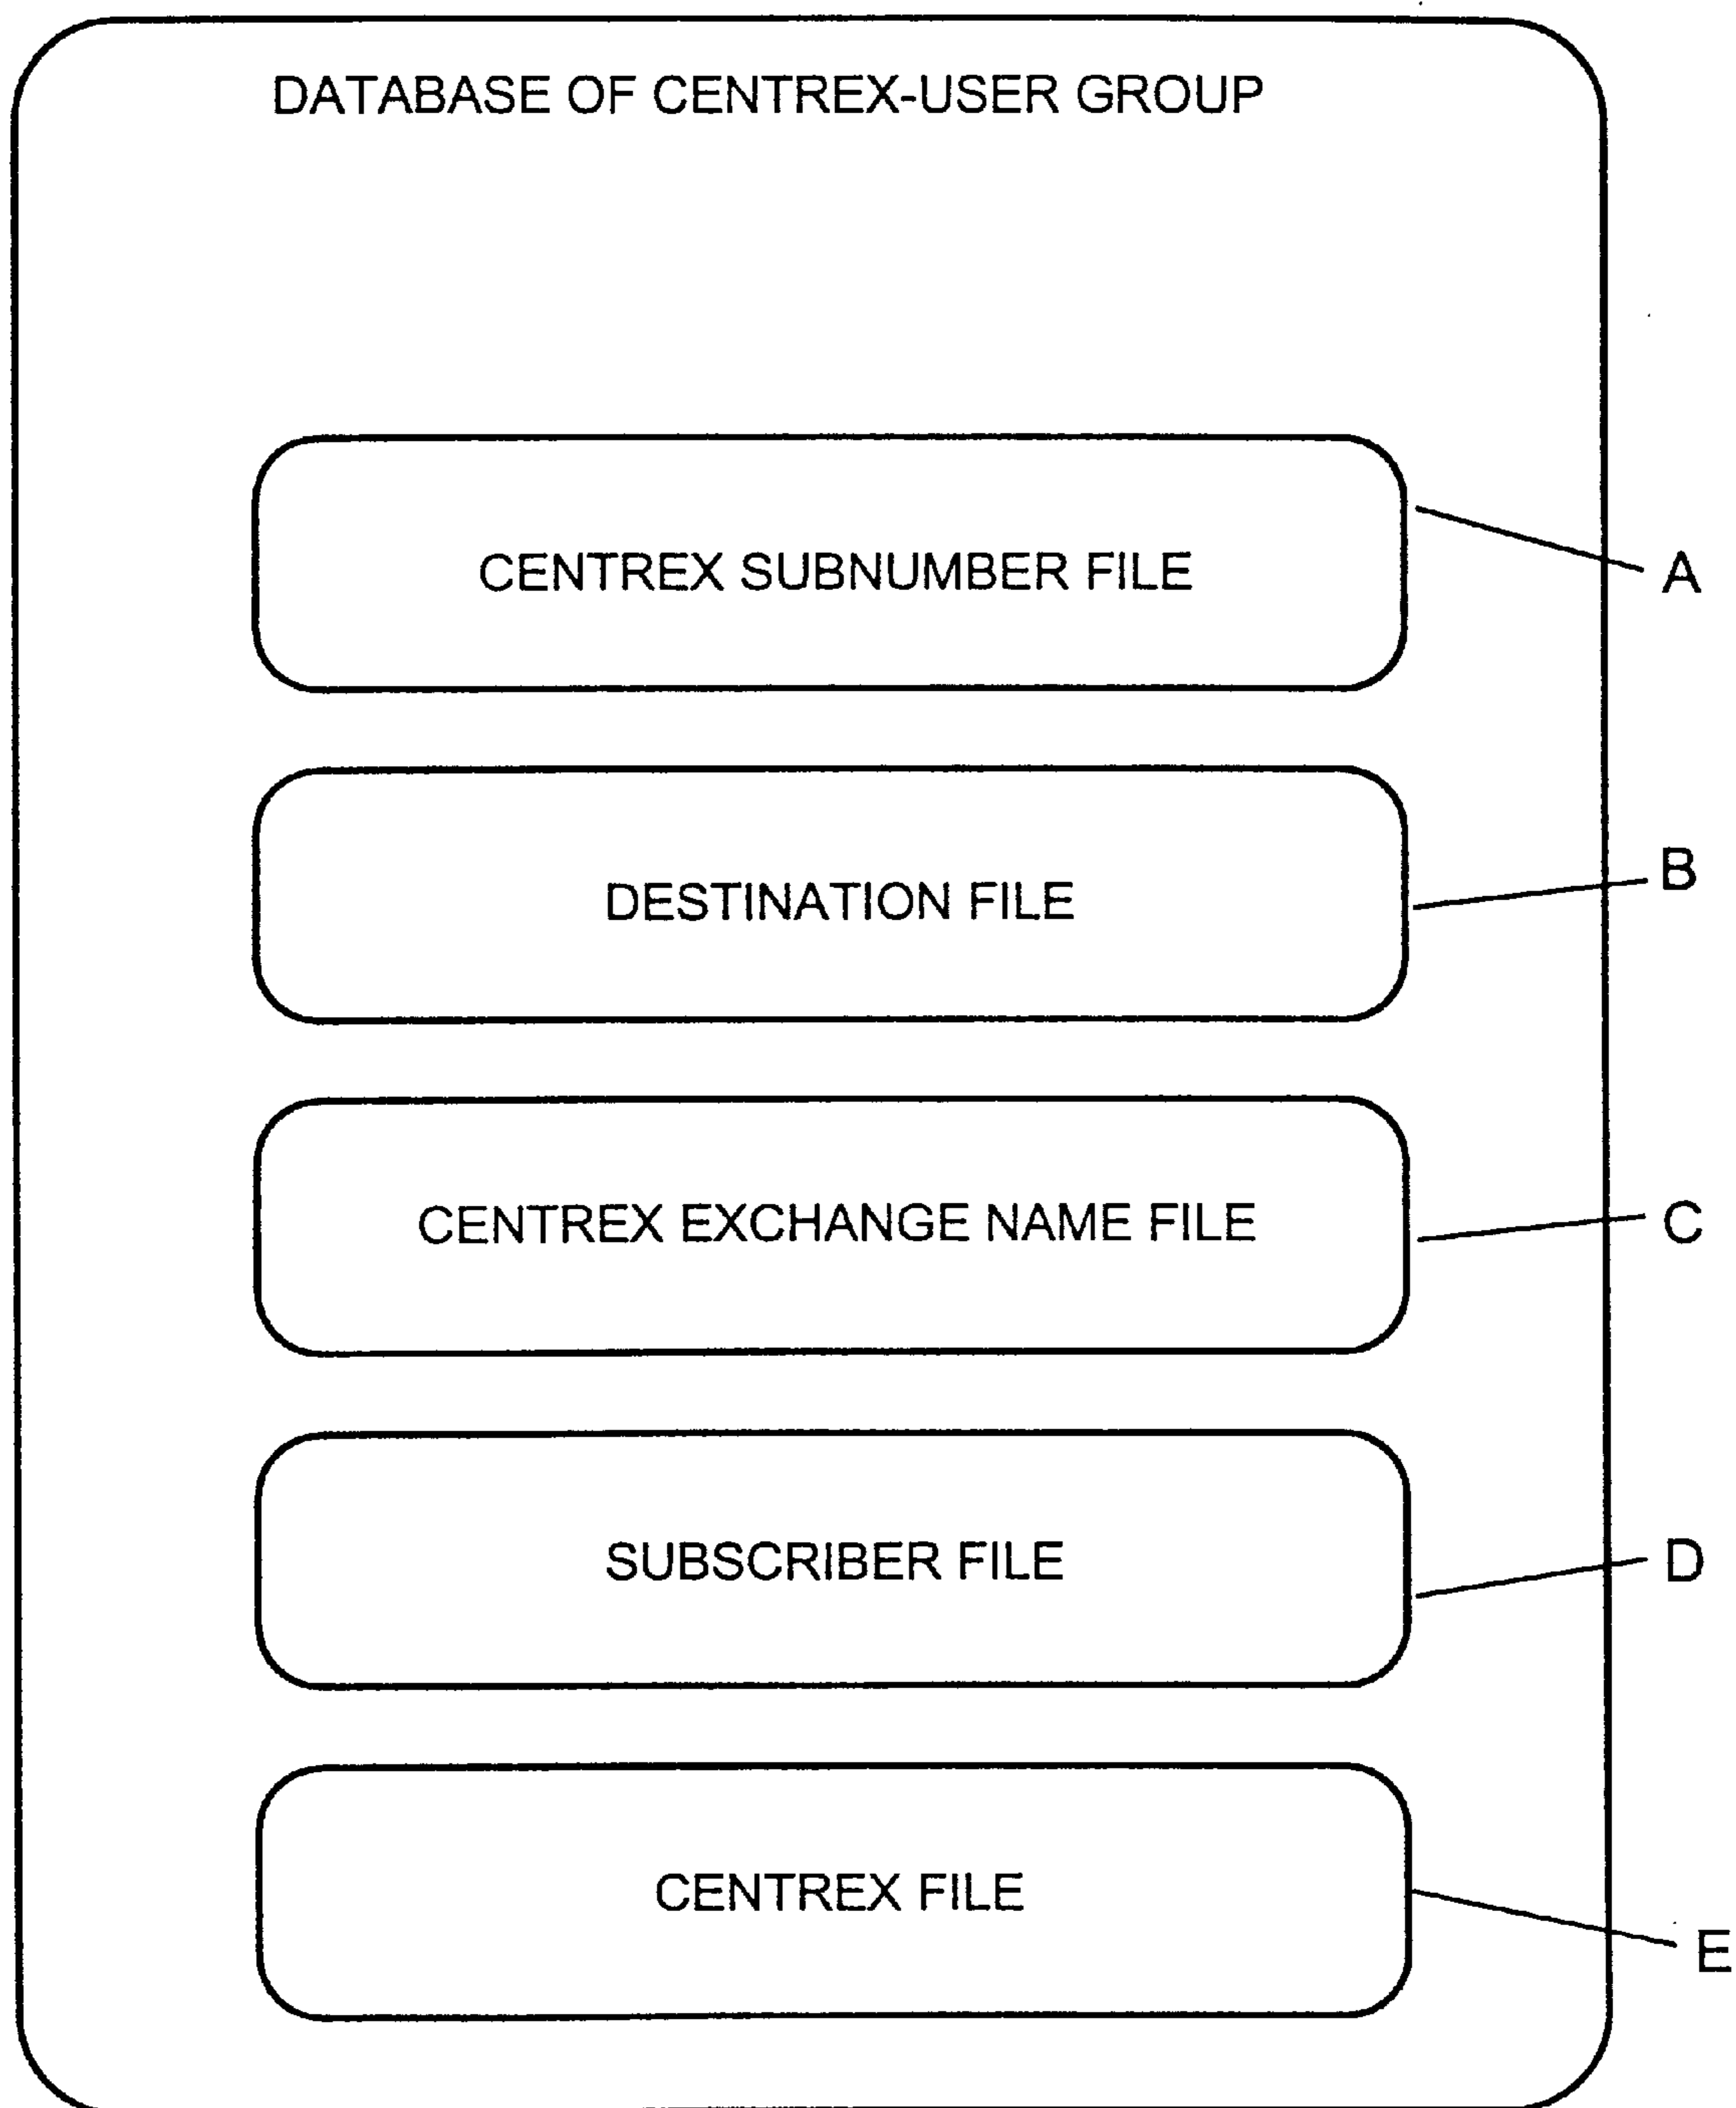 DATABASE OF CENTREX-USER GROUP
CENTREX SUBNUMBER FILE
A
DESTINATION FILE
B
CENTREX EXCHANGE NAME FILE
C
SUBSCRIBER FILE
D
CENTREX FILE
E